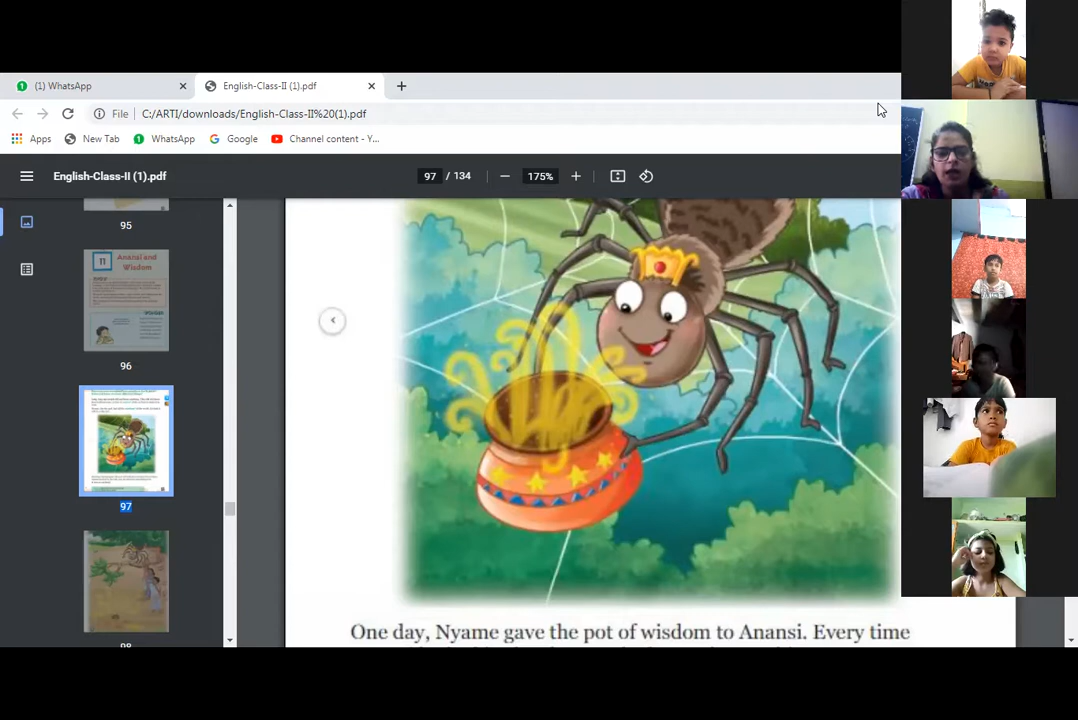 (1) WhatsApp
English-Class-II (1).pdf
File C:/ARTI/downloads/English-Class-II%20(1).pdf
Apps New Tab WhatsApp Google Channel content - Y...
English-Class-II (1).pdf
97 / 134
175%
95
11 Anansi and
Wisdom
96
97
One day, Nyame gave the pot of wisdom to Anansi. Every time